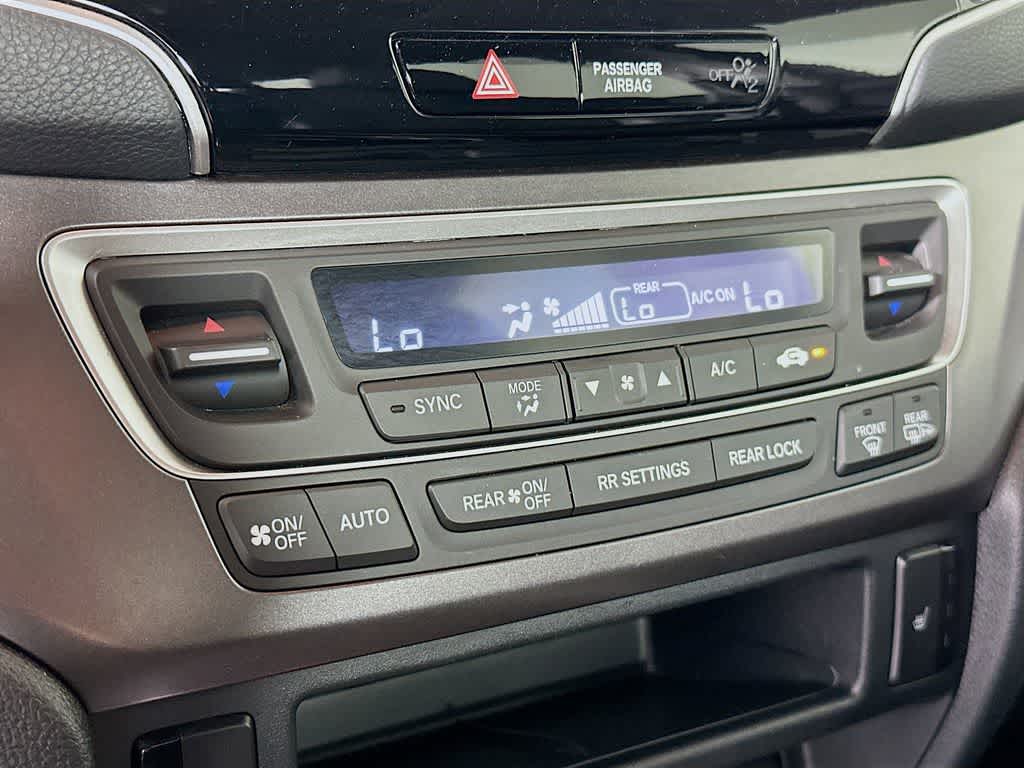 PASSENGER
AIRBAG
OFF
2
REAR
Lo
Lo
A/C ON
Lo
SYNC
MODE
A/C
FRONT
REAR
REAR ON/
OFF
RR SETTINGS
REAR LOCK
ON/
OFF
AUTO